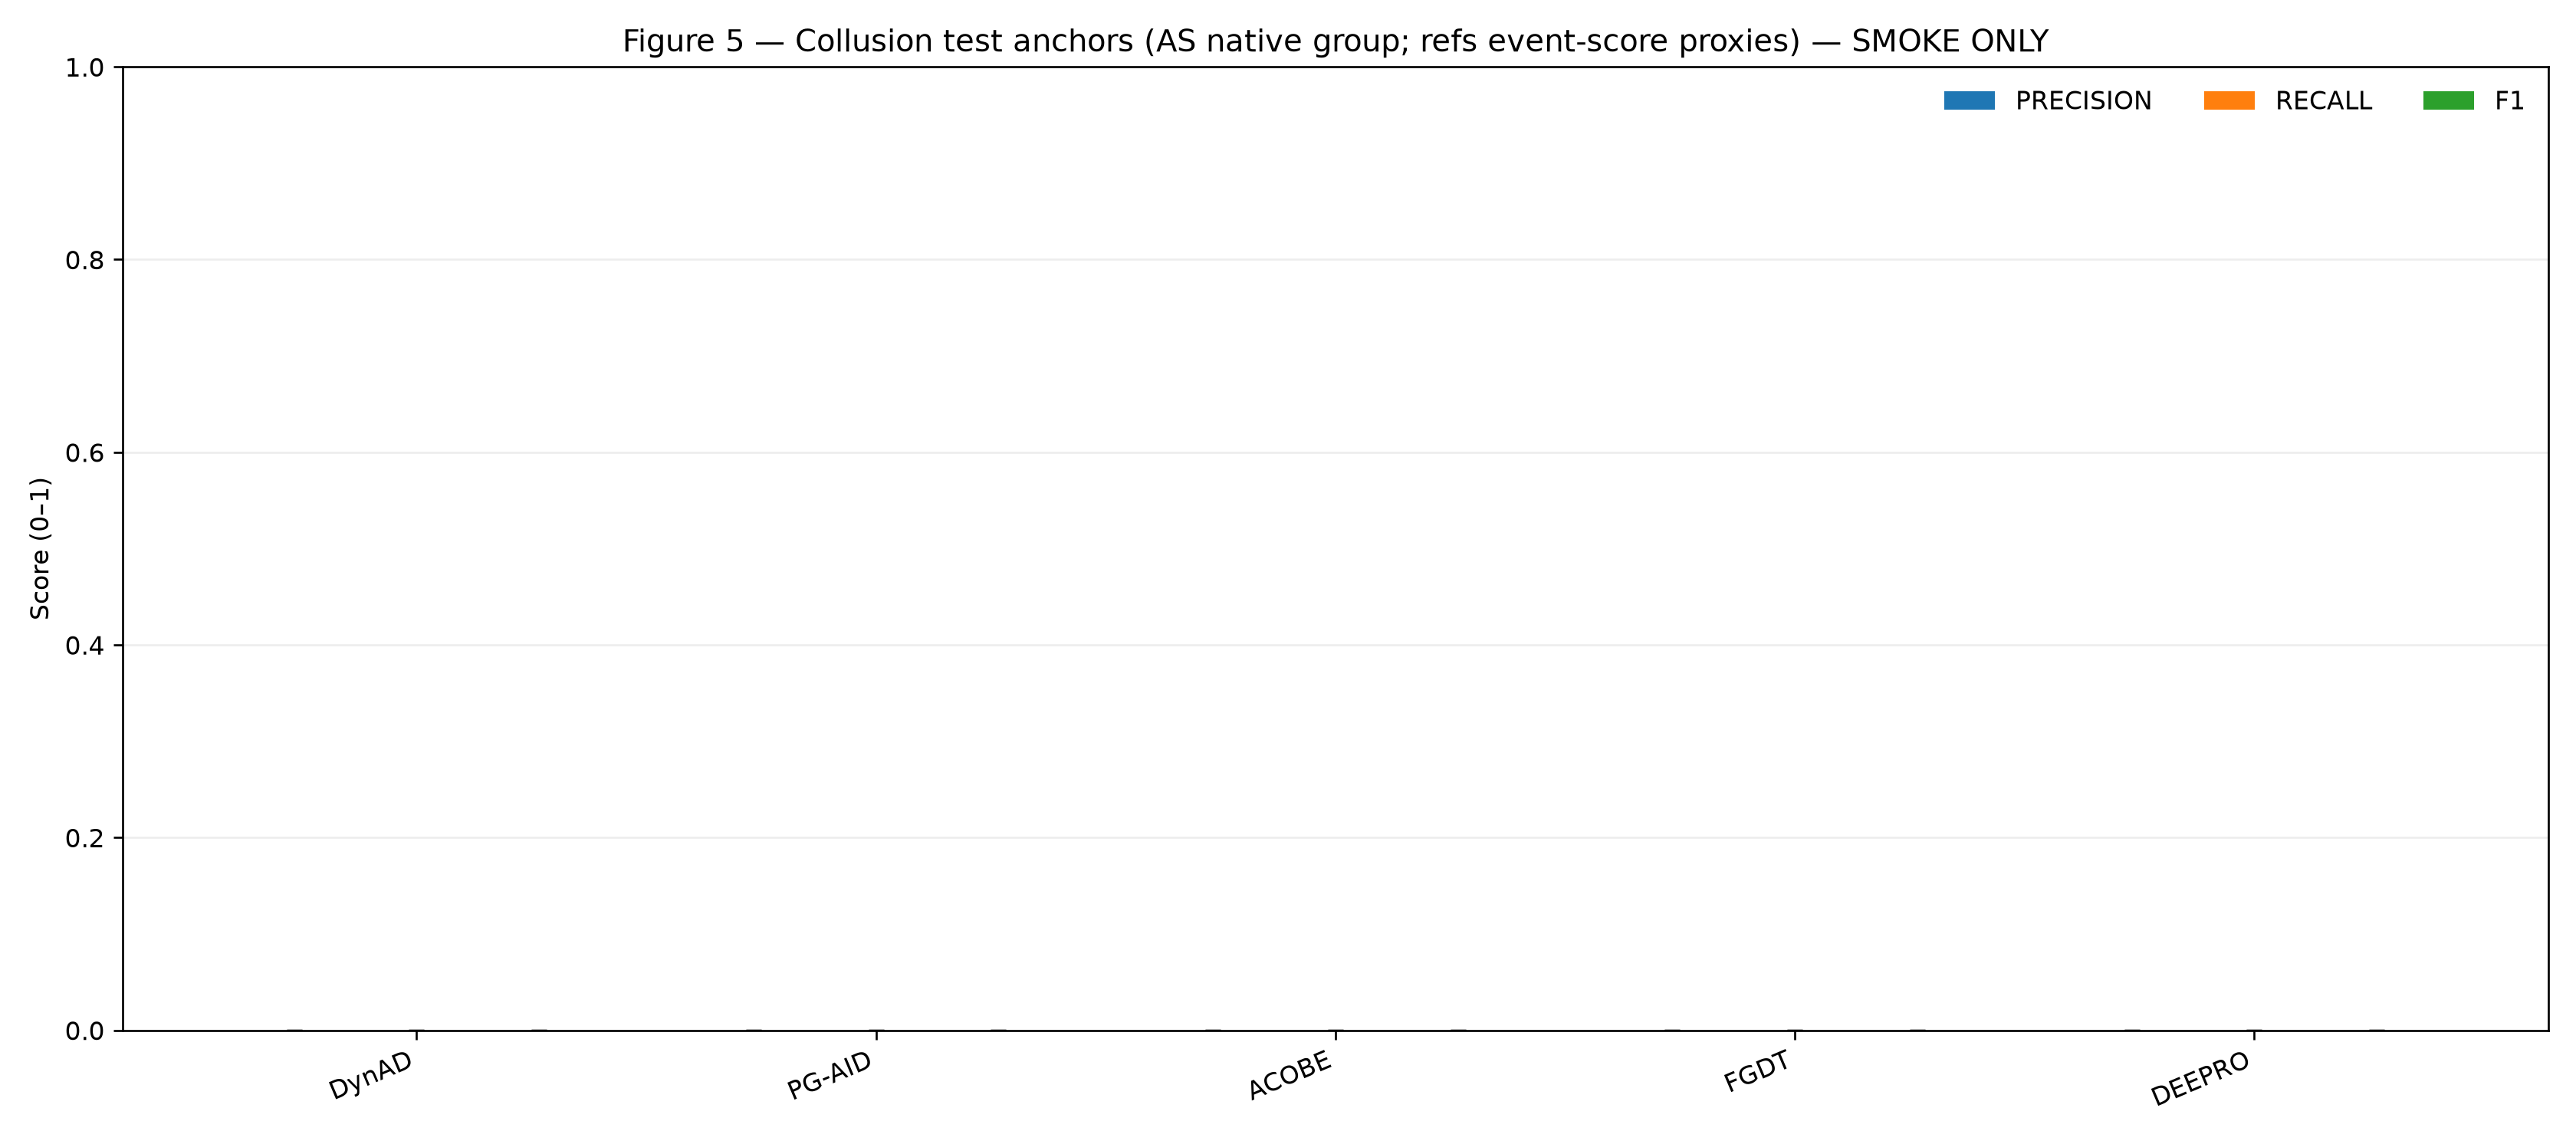 Figure 5 — Collusion test anchors (AS native group; refs event-score proxies) — SMOKE ONLY
PRECISION RECALL F1
Score (0–1)
1.0
0.8
0.6
0.4
0.2
0.0
DynAD PG-AID ACOBE FGDT DEEPRO